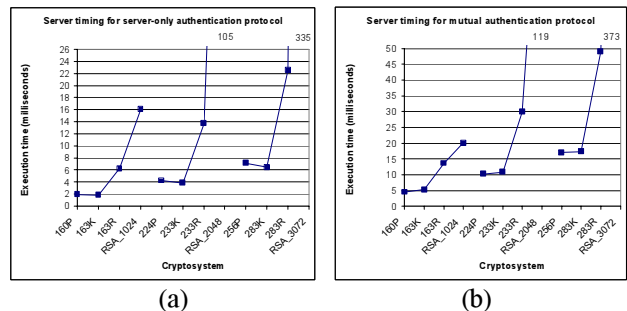 Server timing for server-only authentication protocol
105
335
26
24
22
20
18
16
14
12
10
8
6
4
2
0
Execution time (milliseconds)
160P
163K
163R
RSA_1024
224P
233K
233R
RSA_2048
256P
283K
283R
RSA_3072
Cryptosystem
(a)
Server timing for mutual authentication protocol
119
373
50
45
40
35
30
25
20
15
10
5
0
Execution time (milliseconds)
160P
163K
163R
RSA_1024
224P
233K
233R
RSA_2048
256P
283K
283R
RSA_3072
Cryptosystem
(b)